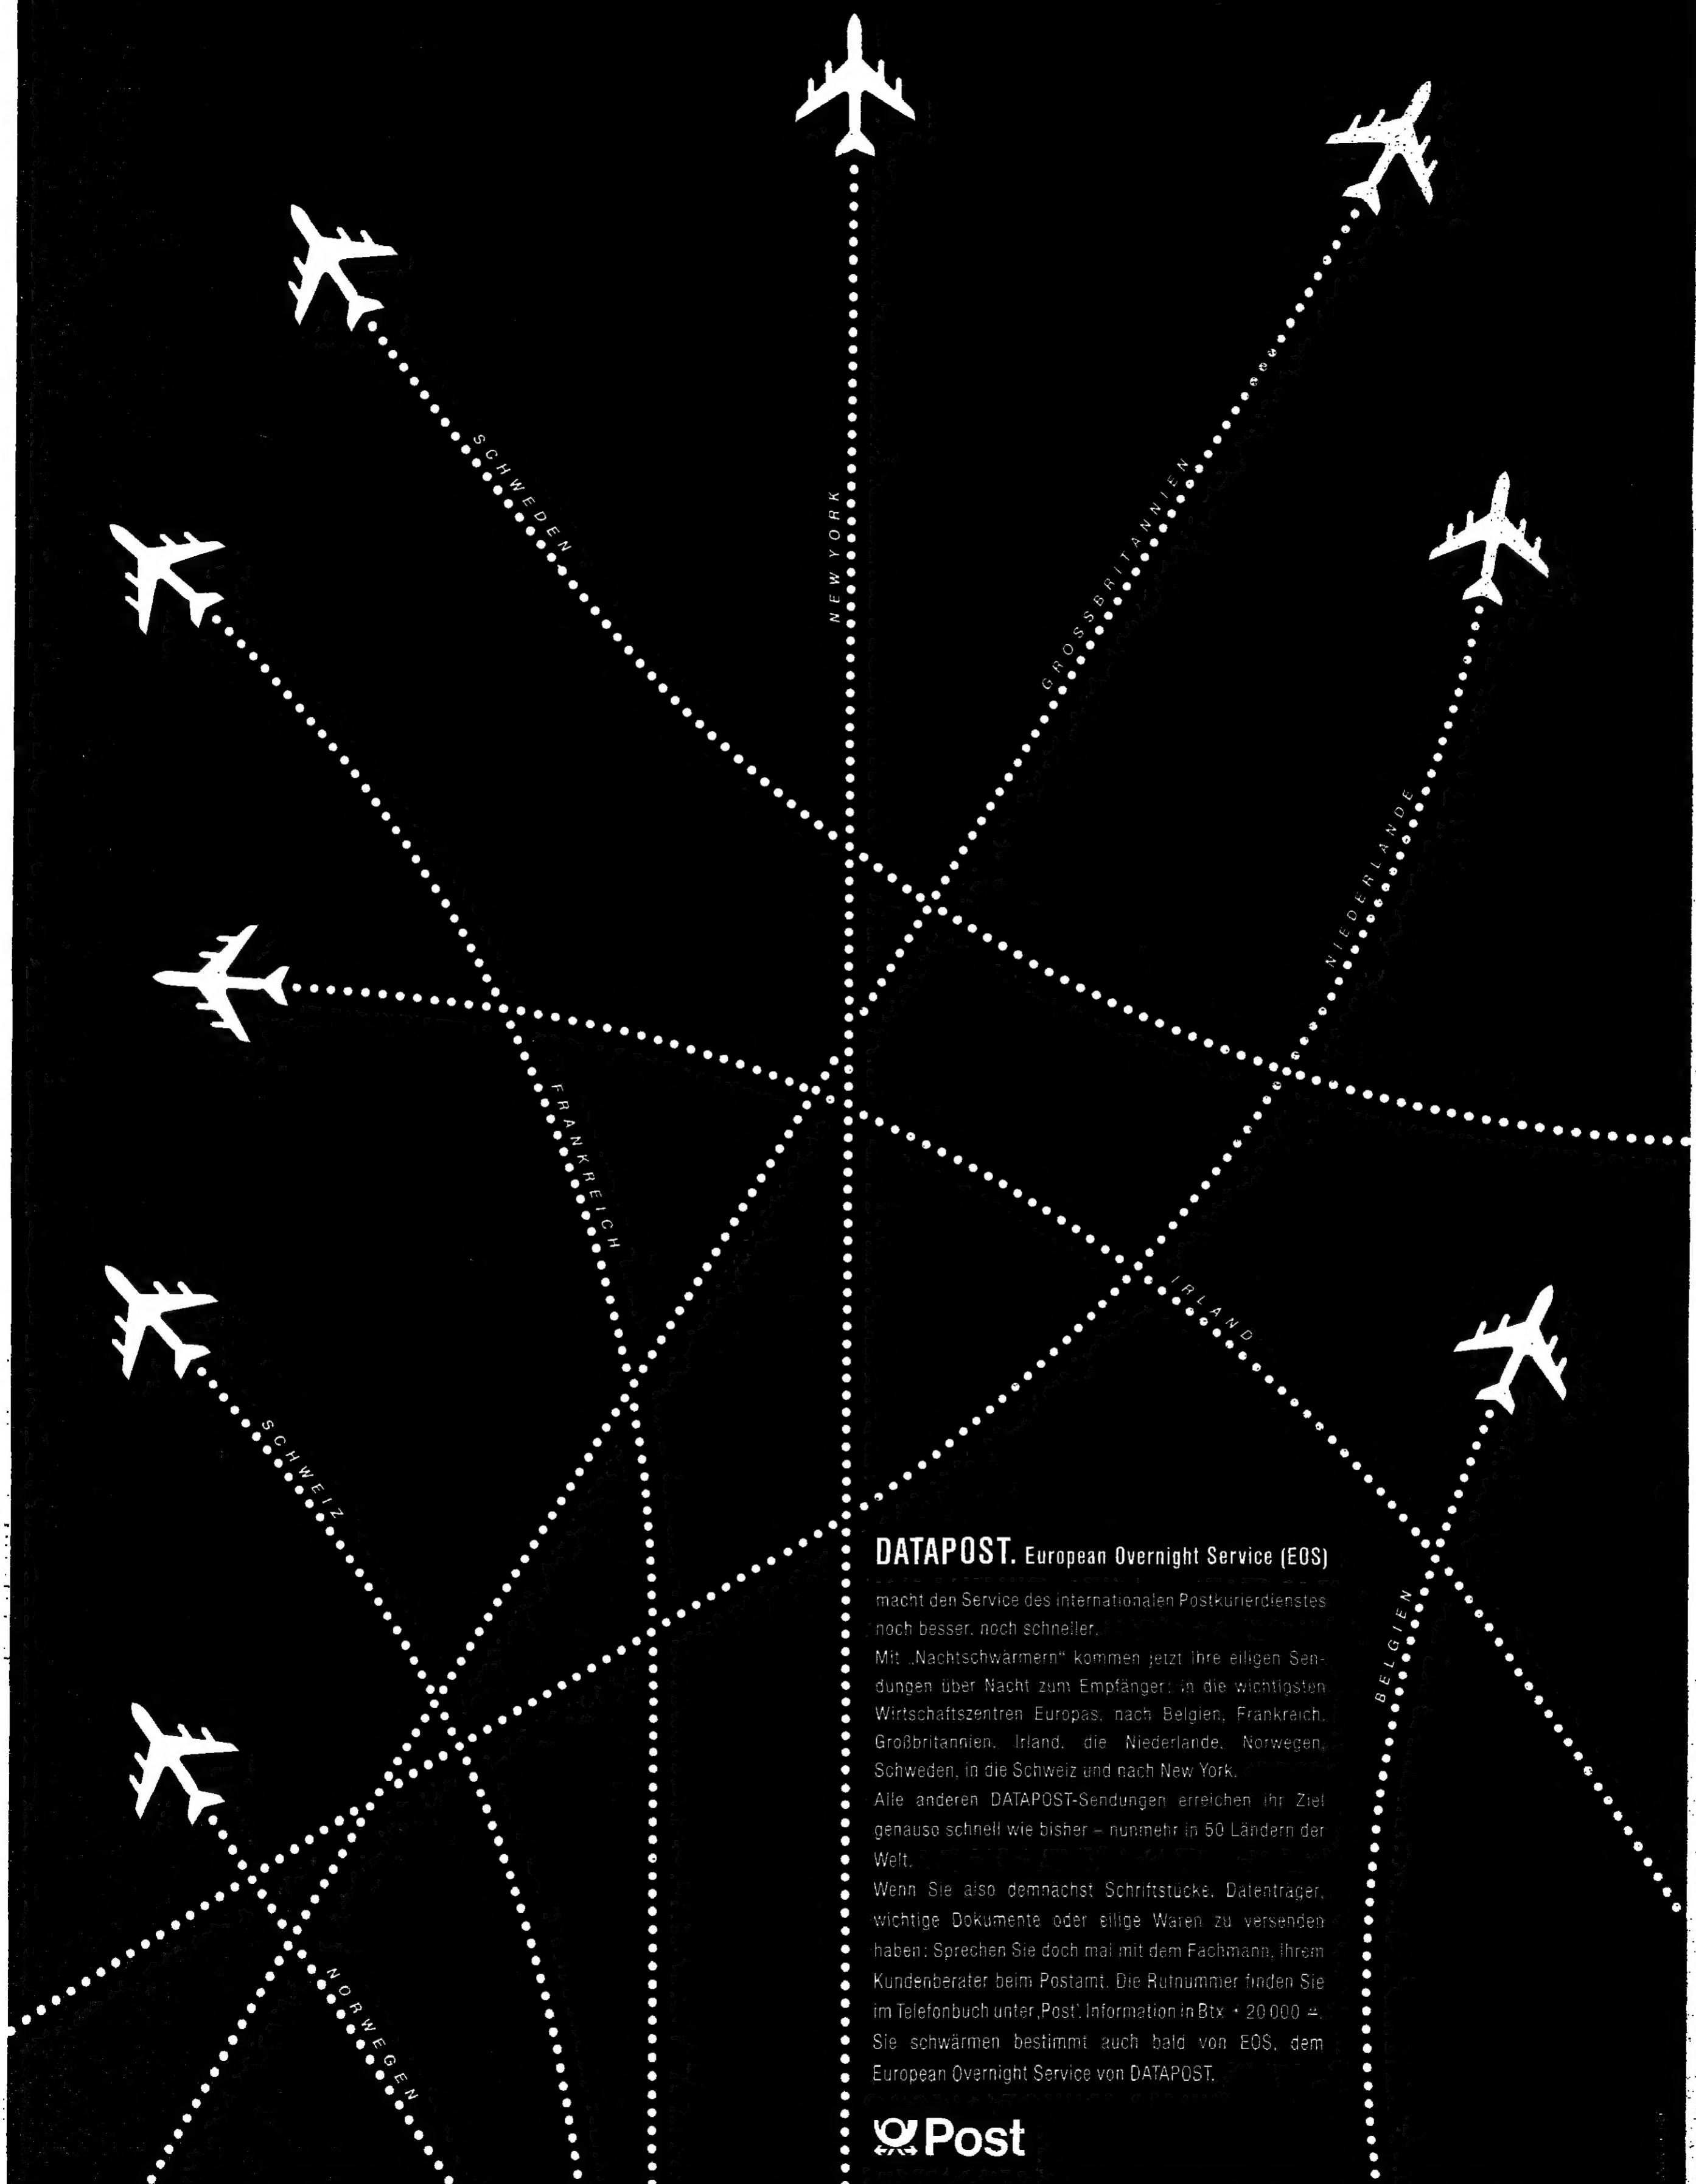 SCHWEDEN
NEW YORK
GROSSBRITANNIEN
NIEDERLANDE
FRANKREICH
IRLAND
SCHWEIZ
BELGIEN
NORWEGEN
DATAPOST. European Overnight Service (EOS)
macht den Service des internationalen Postkurierdienstes
noch besser, noch schneller.
Mit „Nachtschwärmern“ kommen jetzt Ihre eiligen Sen-
dungen über Nacht zum Empfänger: in die wichtigsten
Wirtschaftszentren Europas, nach Belgien, Frankreich,
Großbritannien, Irland, die Niederlande, Norwegen,
Schweden, in die Schweiz und nach New York.
Alle anderen DATAPOST-Sendungen erreichen ihr Ziel
genauso schnell wie bisher – nunmehr in 50 Ländern der
Welt.
Wenn Sie also demnächst Schriftstücke, Datenträger,
wichtige Dokumente oder eilige Waren zu versenden
haben: Sprechen Sie doch mal mit dem Fachmann, Ihrem
Kundenberater beim Postamt. Die Rufnummer finden Sie
im Telefonbuch unter ‚Post‘. Information in Btx * 20 000 #.
Sie schwärmen bestimmt auch bald von EOS, dem
European Overnight Service von DATAPOST.
Post